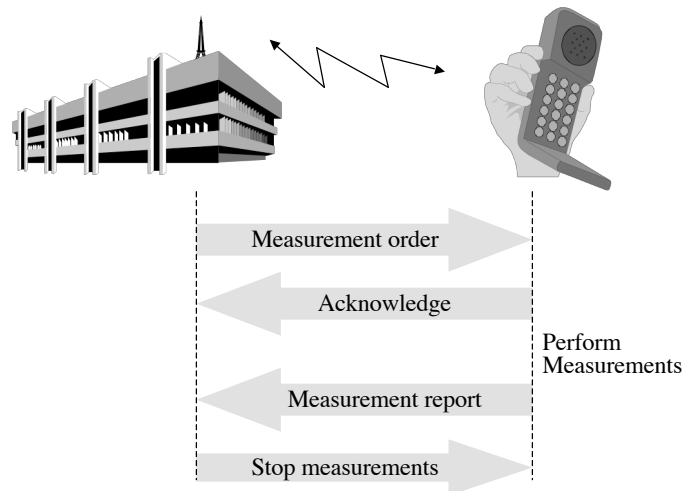 Measurement order
Acknowledge
Perform
Measurements
Measurement report
Stop measurements